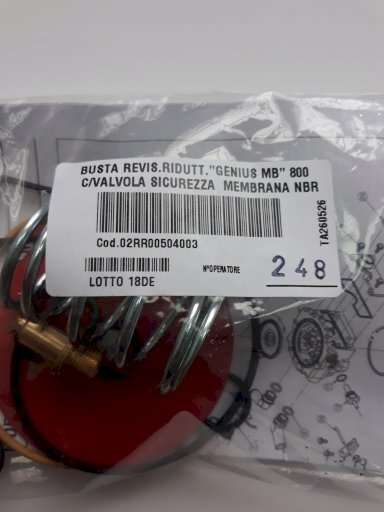 BUSTA REVIS.RIDUTT."GENIUS MB" 800
C/VALVOLA SICUREZZA MEMBRANA NBR
Cod.02RR00504003
TA260526
LOTTO 18DE
N°OPERATORE
248